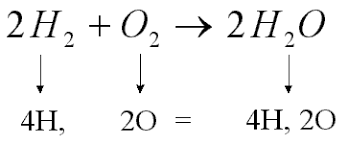 2H₂ + O₂ → 2H₂O
4H, 2O = 4H, 2O